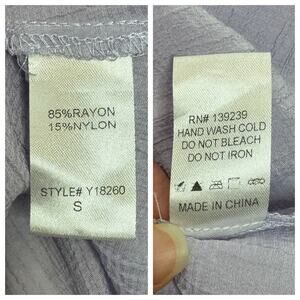 85%RAYON
15%NYLON
STYLE# Y18260
S
RN# 139239
HAND WASH COLD
DO NOT BLEACH
DO NOT IRON
MADE IN CHINA